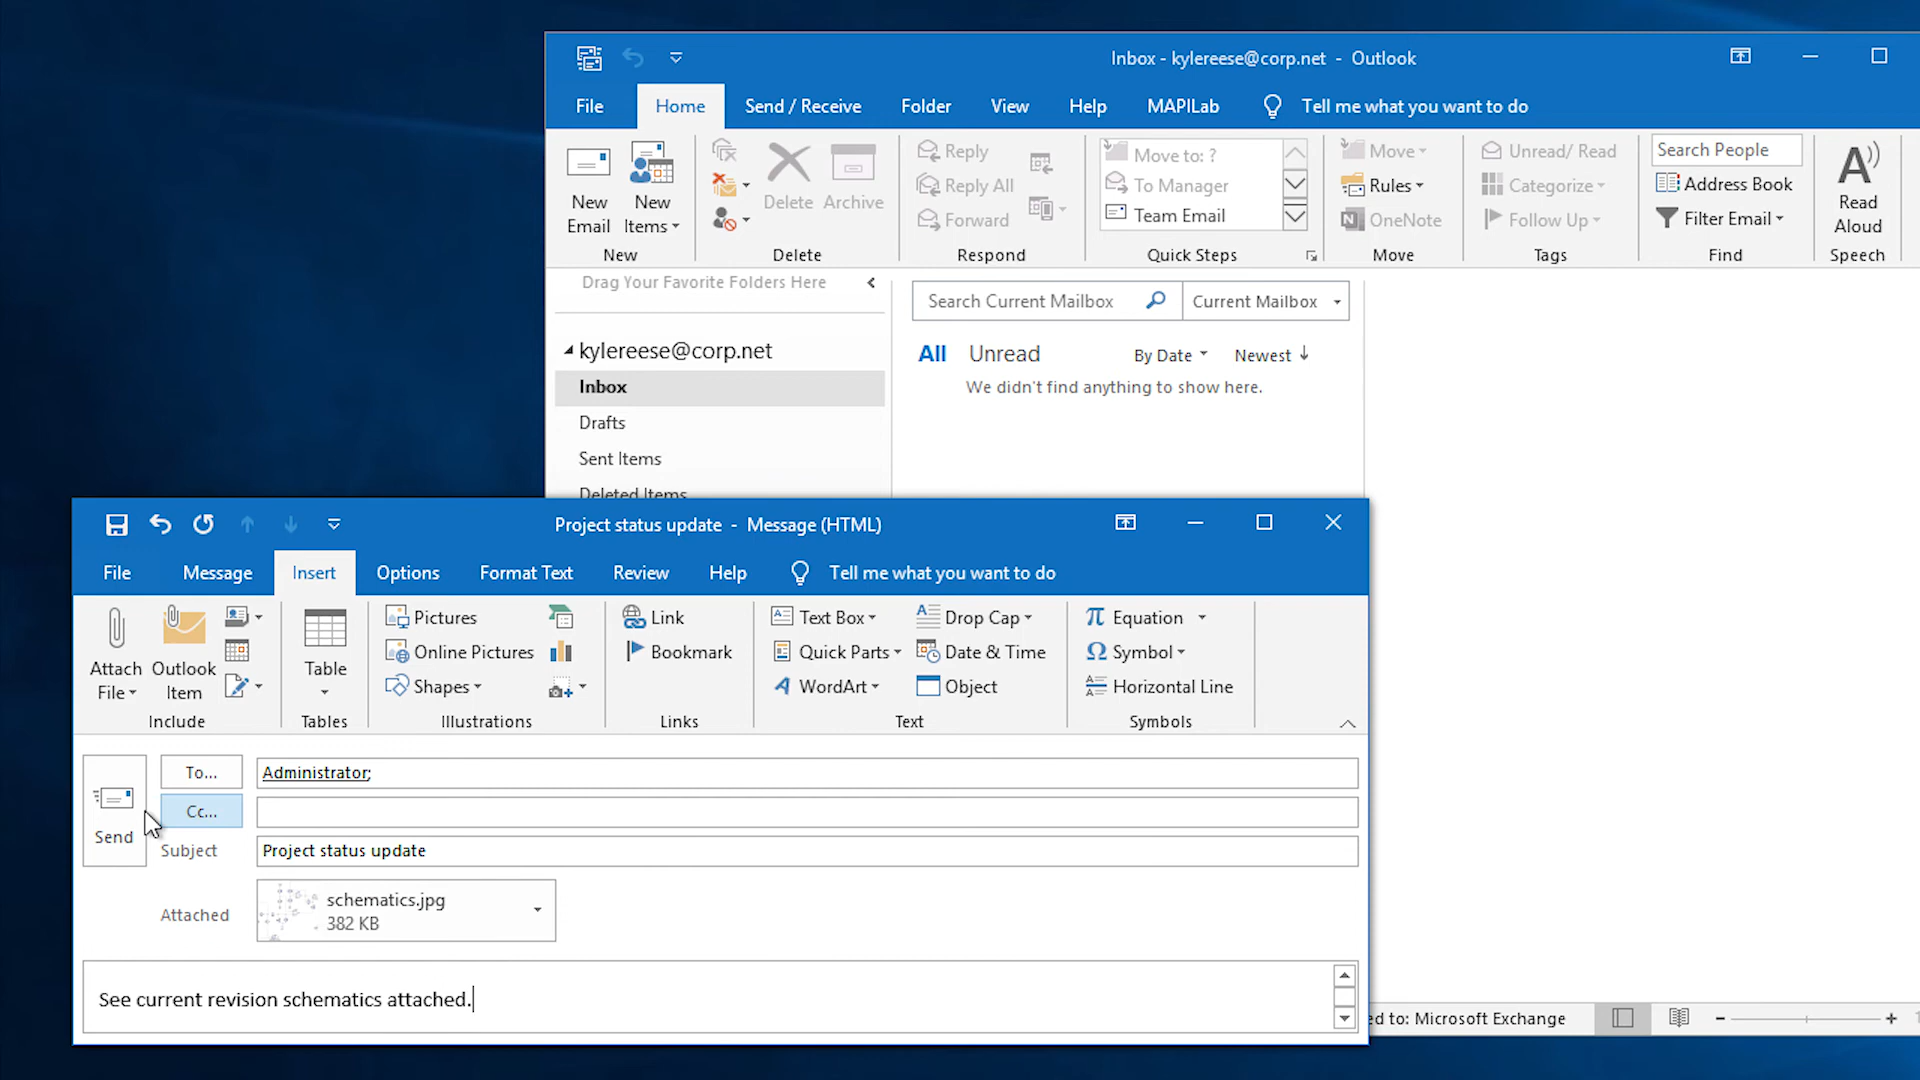 Inbox - kylereese@corp.net - Outlook
File Home Send / Receive Folder View Help MAPILab Tell me what you want to do
New Email
New Items
New
Delete Archive
Delete
Reply
Reply All
Forward
Respond
Move to: ?
To Manager
Team Email
Quick Steps
Move
Rules
OneNote
Move
Unread/ Read
Categorize
Follow Up
Tags
Search People
Address Book
Filter Email
Find
Read Aloud
Speech
Drag Your Favorite Folders Here
kylereese@corp.net
Inbox
Drafts
Sent Items
Deleted Items
Search Current Mailbox Current Mailbox
All Unread By Date Newest
We didn't find anything to show here.
Project status update - Message (HTML)
File Message Insert Options Format Text Review Help Tell me what you want to do
Attach File
Outlook Item
Include
Table
Tables
Pictures
Online Pictures
Shapes
Illustrations
Link
Bookmark
Links
Text Box
Quick Parts
WordArt
Drop Cap
Date & Time
Object
Text
Equation
Symbol
Horizontal Line
Symbols
Send
To... Administrator;
Cc...
Subject Project status update
Attached
schematics.jpg
382 KB
See current revision schematics attached.
ed to: Microsoft Exchange